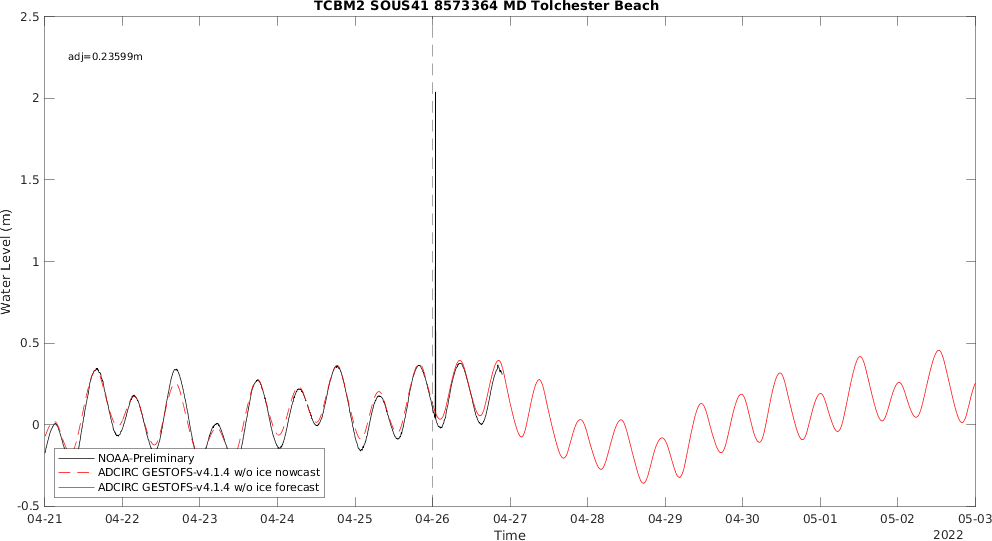 TCBM2 SOUS41 8573364 MD Tolchester Beach
adj=0.23599m
2.5
2
1.5
1
0.5
0
-0.5
Water Level (m)
NOAA-Preliminary
ADCIRC GESTOFS-v4.1.4 w/o ice nowcast
ADCIRC GESTOFS-v4.1.4 w/o ice forecast
04-21 04-22 04-23 04-24 04-25 04-26 04-27 04-28 04-29 04-30 05-01 05-02 05-03
Time
2022